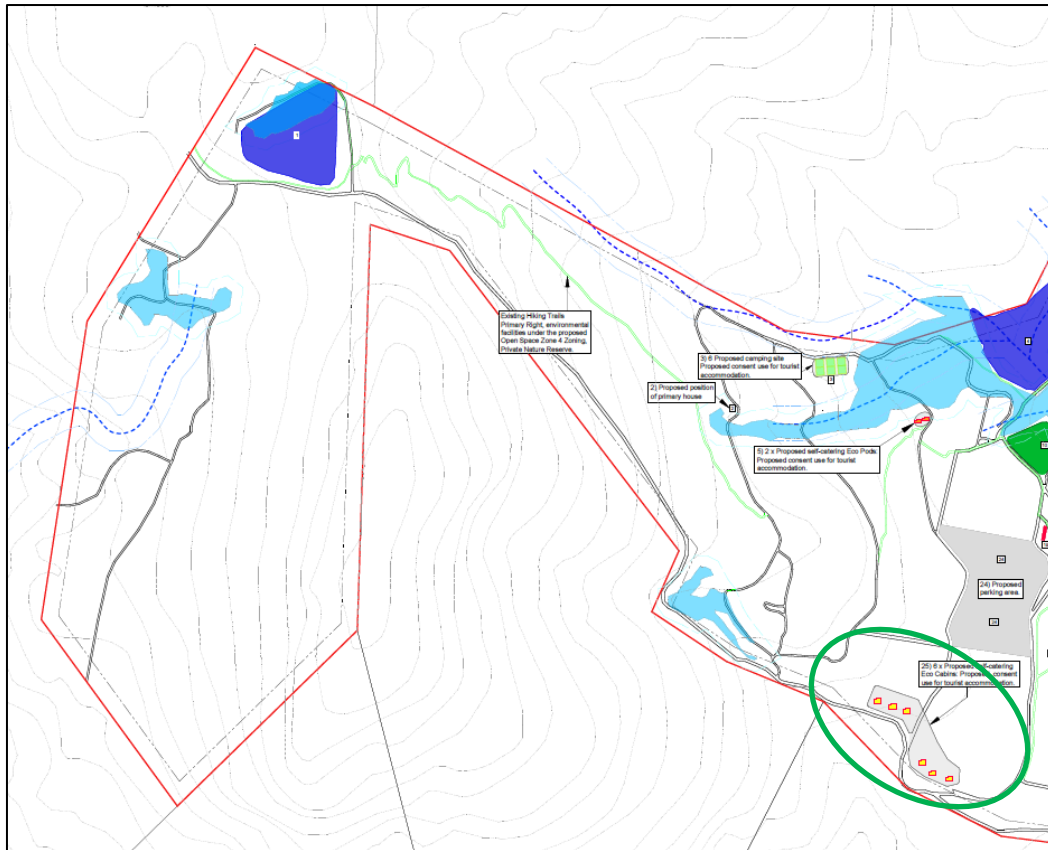 1
Existing Hiking Trails
Primary Right, environmental
facilities under the proposed
Open Space Zone 4 Zoning,
Private Nature Reserve.
3) 6 Proposed camping site
Proposed consent use for tourist
accommodation.
2) Proposed position
of primary house
5) 2 x Proposed self-catering Eco Pods:
Proposed consent use for tourist
accommodation.
24
24) Proposed
parking area.
25) 6 x Proposed Self-catering
Eco Cabins: Proposed consent
use for tourist accommodation.